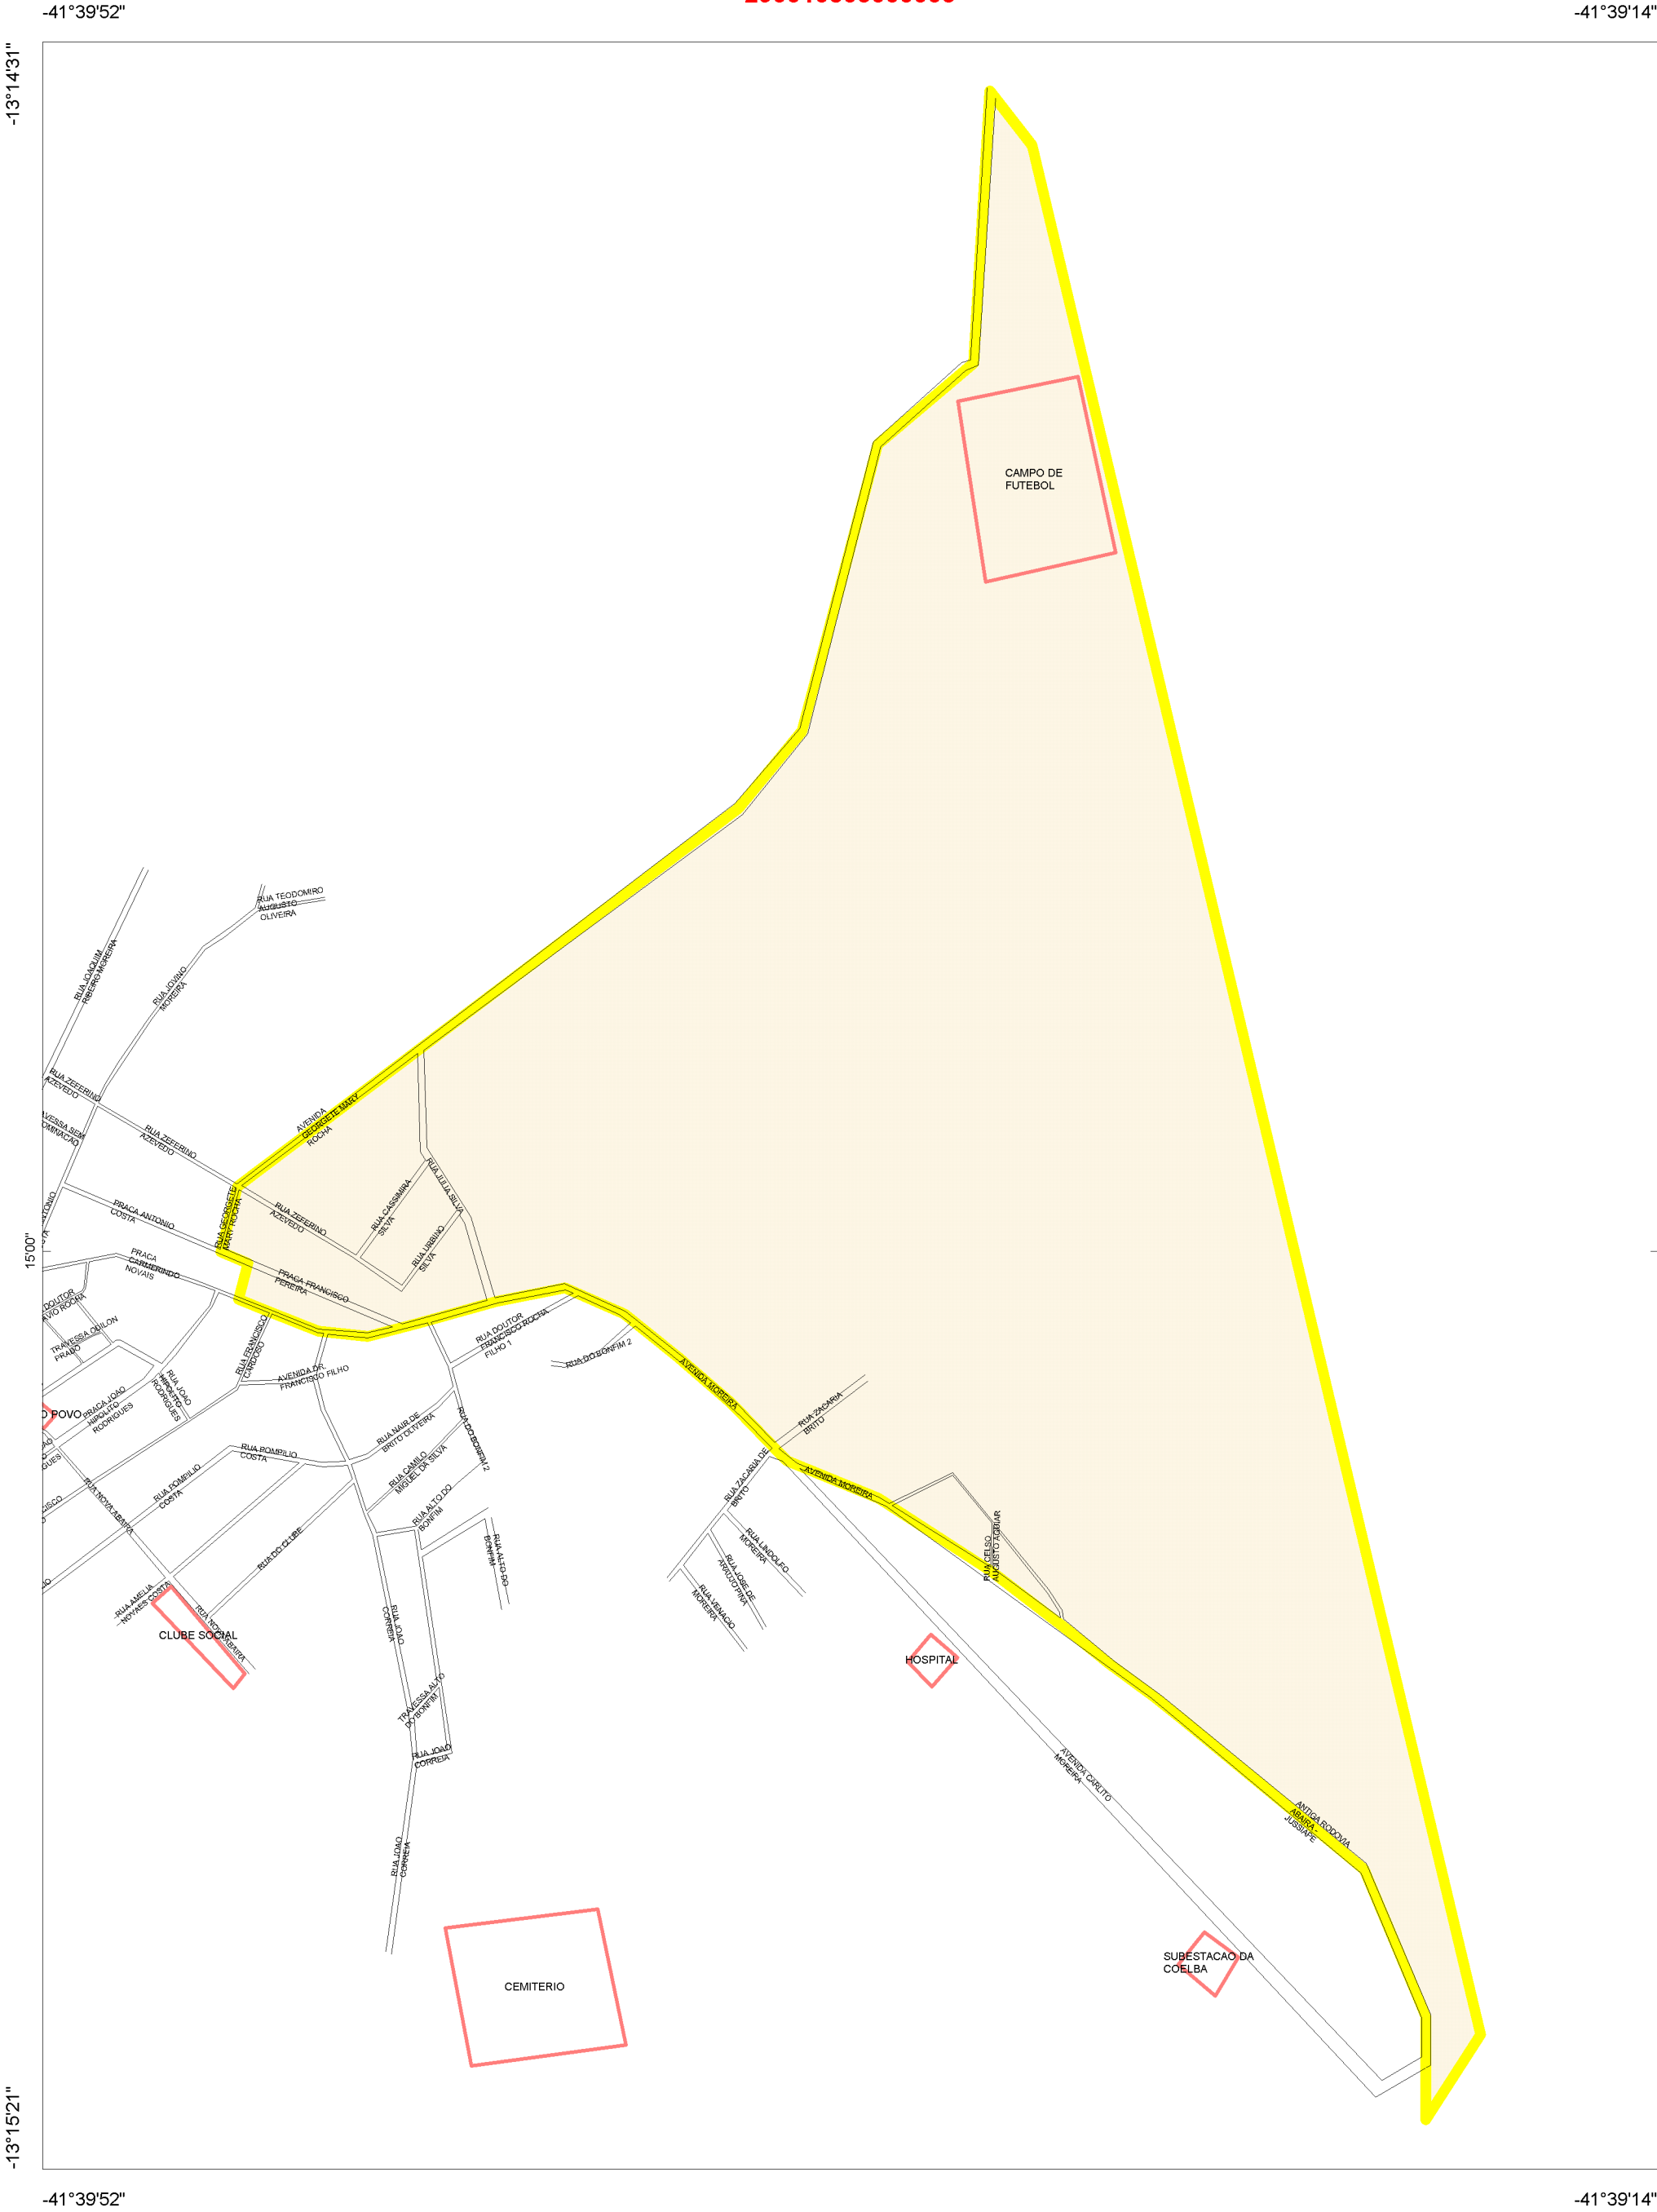 -41°39'52"
-41°39'14"
-13°14'31"
CAMPO DE
FUTEBOL
RUA TEODOMIRO
AUGUSTO
OLIVEIRA
RUA JOAQUIM
RIBEIRO MOREIRA
RUA JOVINO
MOREIRA
RUA ZEFERINO
AZEVEDO
AVENIDA
GEORGETE MARY
ROCHA
RUA ZEFERINO
AZEVEDO
RUA JULIA SILVA
RUA CASSIMIRA
SILVA
RUA GEORGETE
MARY ROCHA
RUA ZEFERINO
AZEVEDO
PRACA ANTONIO
COSTA
RUA URBINO
SILVA
15'00"
PRACA
CARMERINDO
NOVAIS
PRACA FRANCISCO
PEREIRA
RUA DOUTOR
FRANCISCO ROCHA
FILHO 1
RUA FRANCISCO
CARDOSO
TRAVESSA ODILON
PRADO
RUA DO BONFIM 2
AVENIDA DR.
FRANCISCO FILHO
RUA JOAO
HIPOLITO
RODRIGUES
AVENIDA MOREIRA
PRACA JOAO
HIPOLITO
RODRIGUES
O POVO
RUA ZACARIA
BRITO
RUA NAIR DE
BRITO OLIVEIRA
RUA DO BONFIM 2
RUA POMPILIO
COSTA
RUA CAMILO
MIGUEL DA SILVA
RUA ZACARIA DE
BRITO
AVENIDA MOREIRA
RUA POMPILIO
COSTA
RUA NOVA ABAIRA
RUA ALTO DO
BONFIM
RUA CELSO
AUGUSTO AGUIAR
RUA DO CLUBE
RUA ALTO DO
BONFIM
RUA LINDOLFO
MOREIRA
RUA JOSE DE
ARAUJO PINA
RUA VENACIO
MOREIRA
RUA AMELIA
NOVAES COSTA
RUA NOVA ABAIRA
CLUBE SOCIAL
RUA JOAO
CORREIA
HOSPITAL
TRAVESSA ALTO
DO BONFIM
RUA JOAO
CORREIA
AVENIDA CARLITO
MOREIRA
ANTIGA RODOVIA
ABAIRA -
JUSSIAPE
RUA JOAO
CORREIA
SUBESTACAO DA
COELBA
CEMITERIO
-13°15'21"
-41°39'52"
-41°39'14"